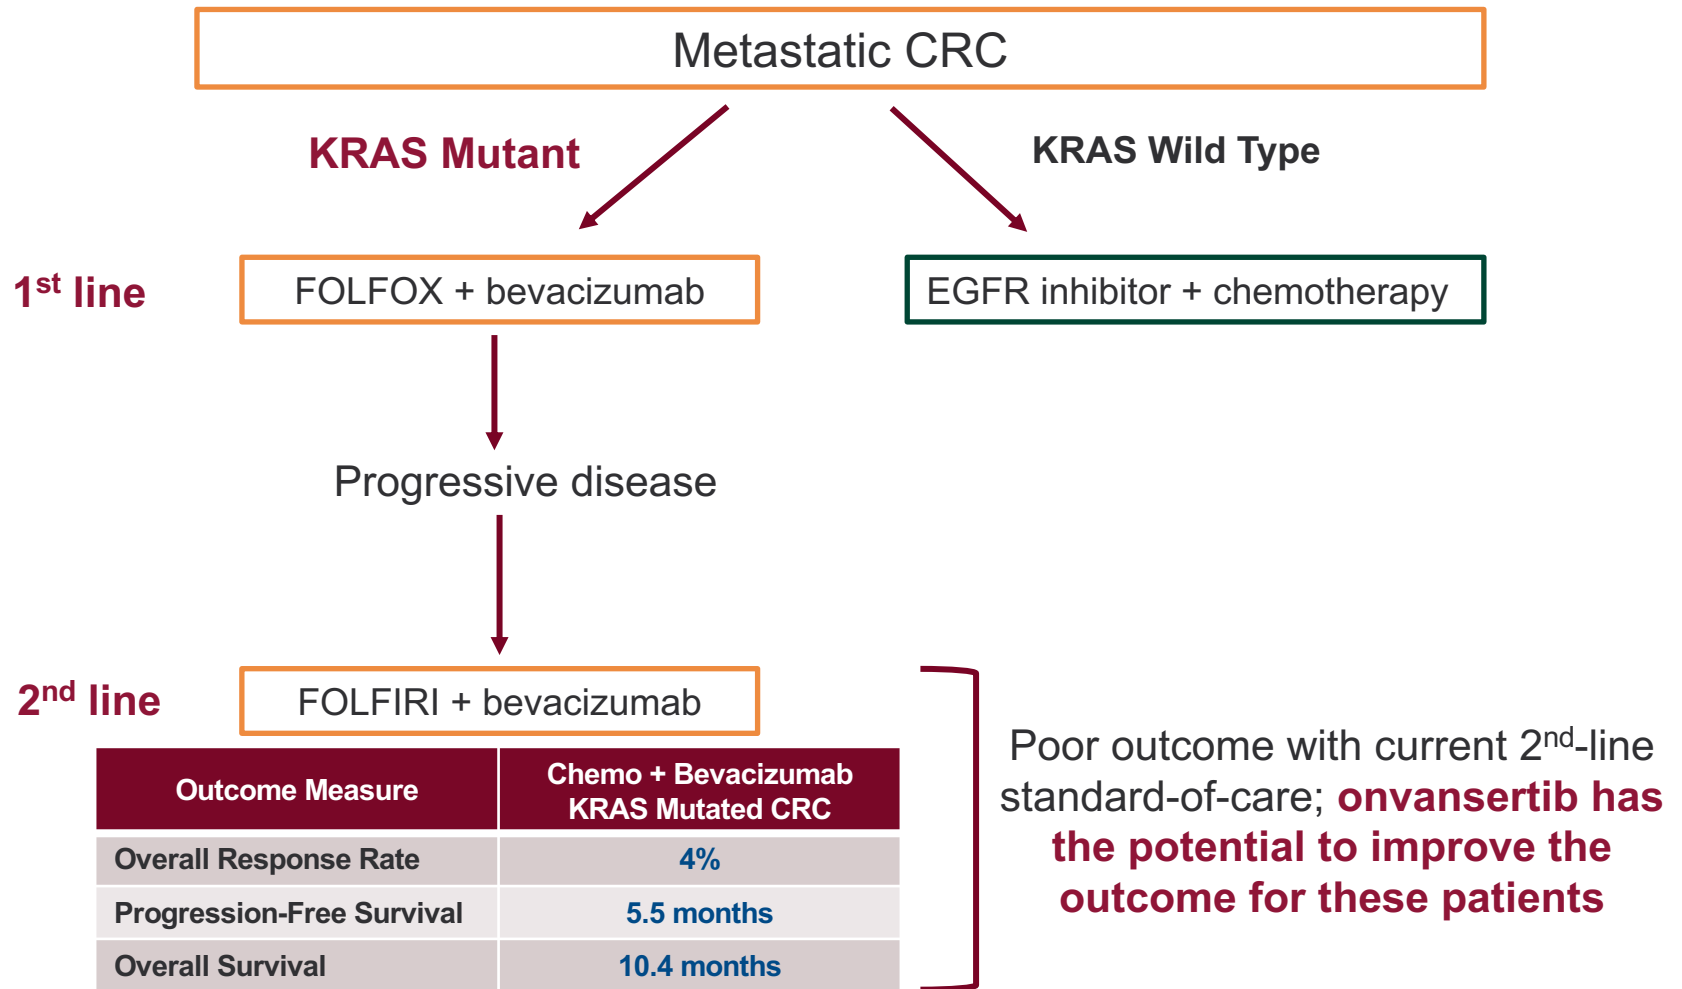 Metastatic CRC
KRAS Mutant
KRAS Wild Type
1st line
FOLFOX + bevacizumab
EGFR inhibitor + chemotherapy
Progressive disease
2nd line
FOLFIRI + bevacizumab
Outcome Measure
Chemo + Bevacizumab
KRAS Mutated CRC
Overall Response Rate
4%
Progression-Free Survival
5.5 months
Overall Survival
10.4 months
Poor outcome with current 2nd-line
standard-of-care; onvansertib has
the potential to improve the
outcome for these patients